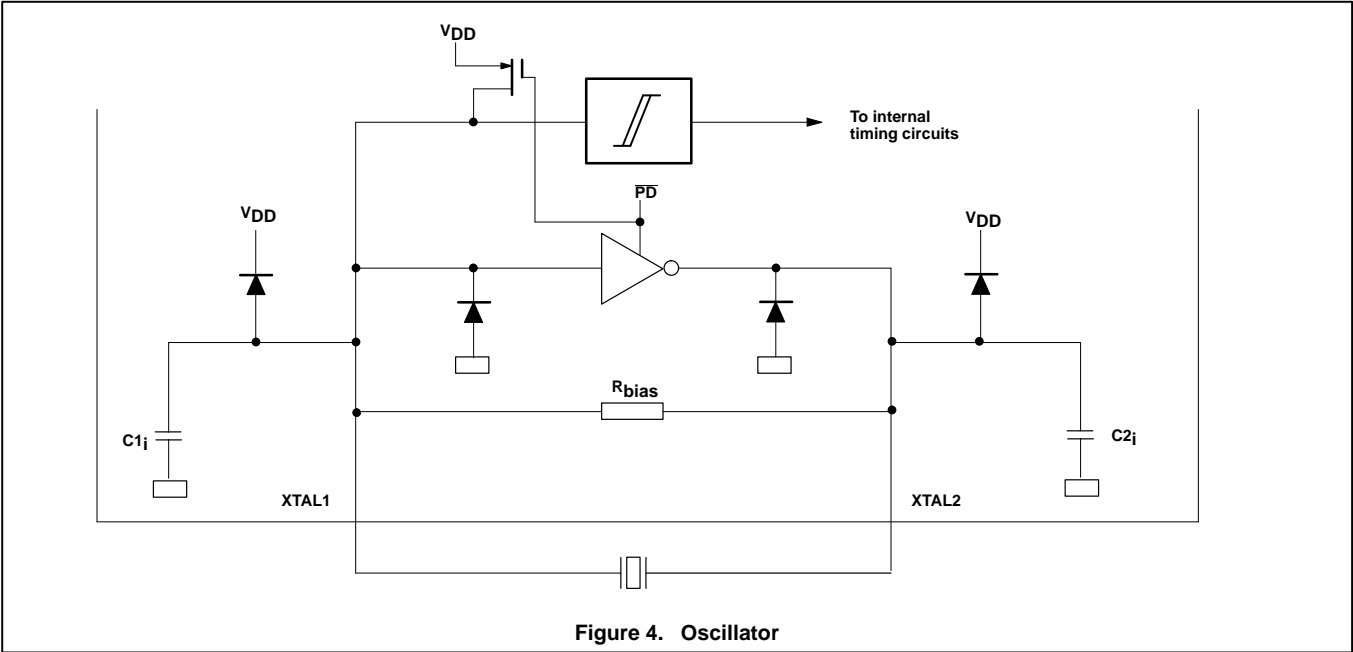 VDD
To internal
timing circuits
PD
VDD
VDD
Rbias
C1i
C2i
XTAL1
XTAL2
Figure 4. Oscillator